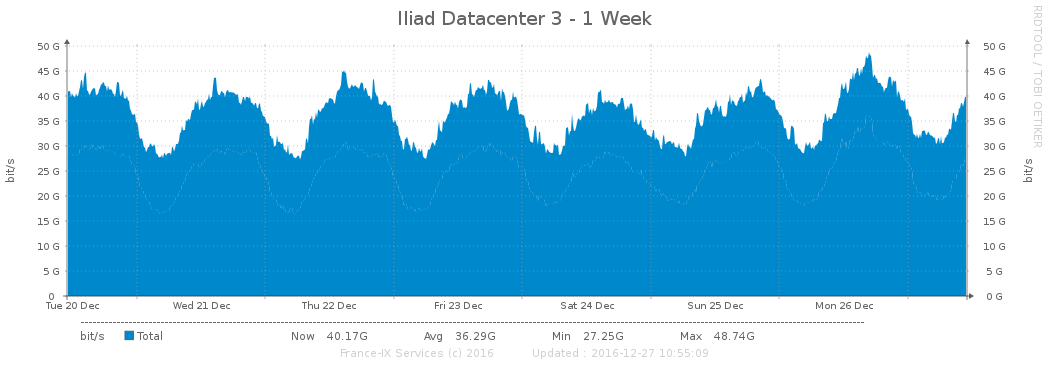 Iliad Datacenter 3 - 1 Week
RRDTOOL / TOBI OETIKER
bit/s
50 G 50 G
45 G 45 G
40 G 40 G
35 G 35 G
30 G 30 G
25 G 25 G
20 G 20 G
15 G 15 G
10 G 10 G
5 G 5 G
0 0 G
bit/s
Tue 20 Dec Wed 21 Dec Thu 22 Dec Fri 23 Dec Sat 24 Dec Sun 25 Dec Mon 26 Dec
bit/s Total Now 40.17G Avg 36.29G Min 27.25G Max 48.74G
France-IX Services (c) 2016 Updated : 2016-12-27 10:55:09